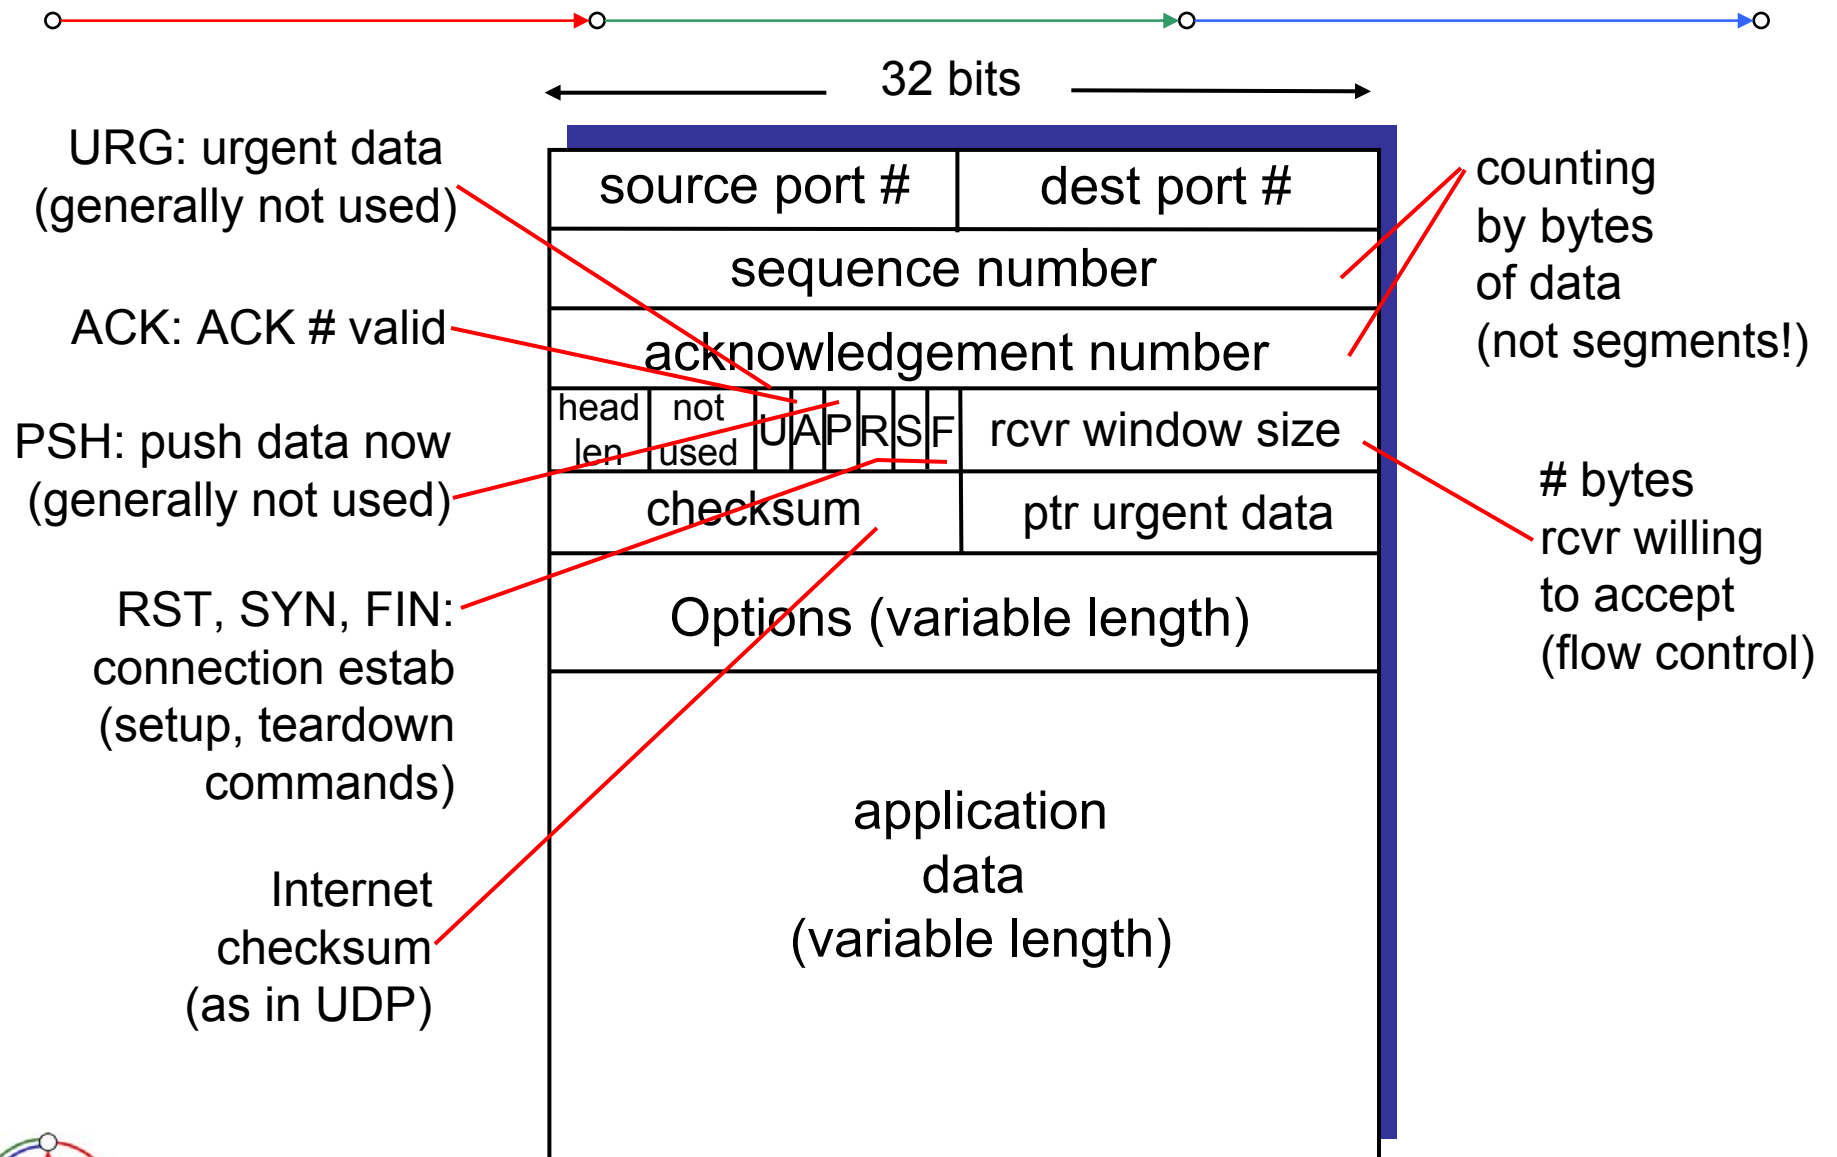 32 bits
URG: urgent data
(generally not used)
ACK: ACK # valid
PSH: push data now
(generally not used)
RST, SYN, FIN:
connection estab
(setup, teardown
commands)
Internet
checksum
(as in UDP)
source port #
dest port #
sequence number
acknowledgement number
head
len
not
used
U
A
P
R
S
F
rcvr window size
checksum
ptr urgent data
Options (variable length)
application
data
(variable length)
counting
by bytes
of data
(not segments!)
# bytes
rcvr willing
to accept
(flow control)